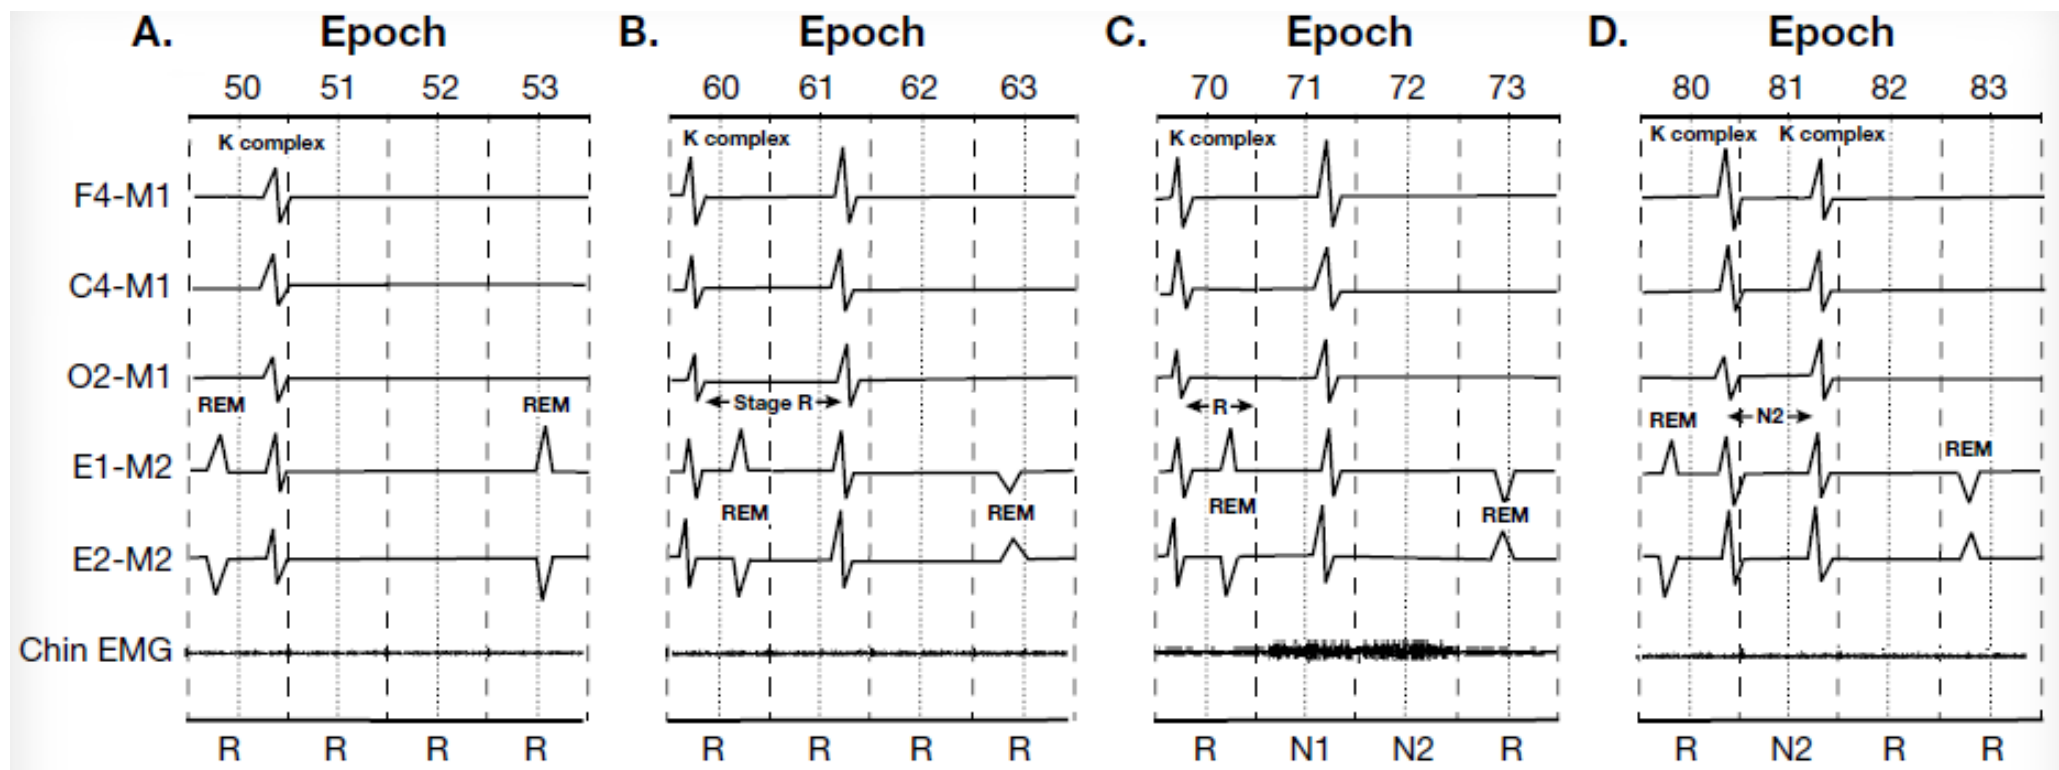 A. Epoch B. Epoch C. Epoch D. Epoch
50 51 52 53 60 61 62 63 70 71 72 73 80 81 82 83
K complex K complex K complex K complex K complex
F4-M1
C4-M1
O2-M1
REM REM Stage R R REM N2
E1-M2 REM
REM REM REM REM
E2-M2
Chin EMG
R R R R R R R R R N1 N2 R R N2 R R